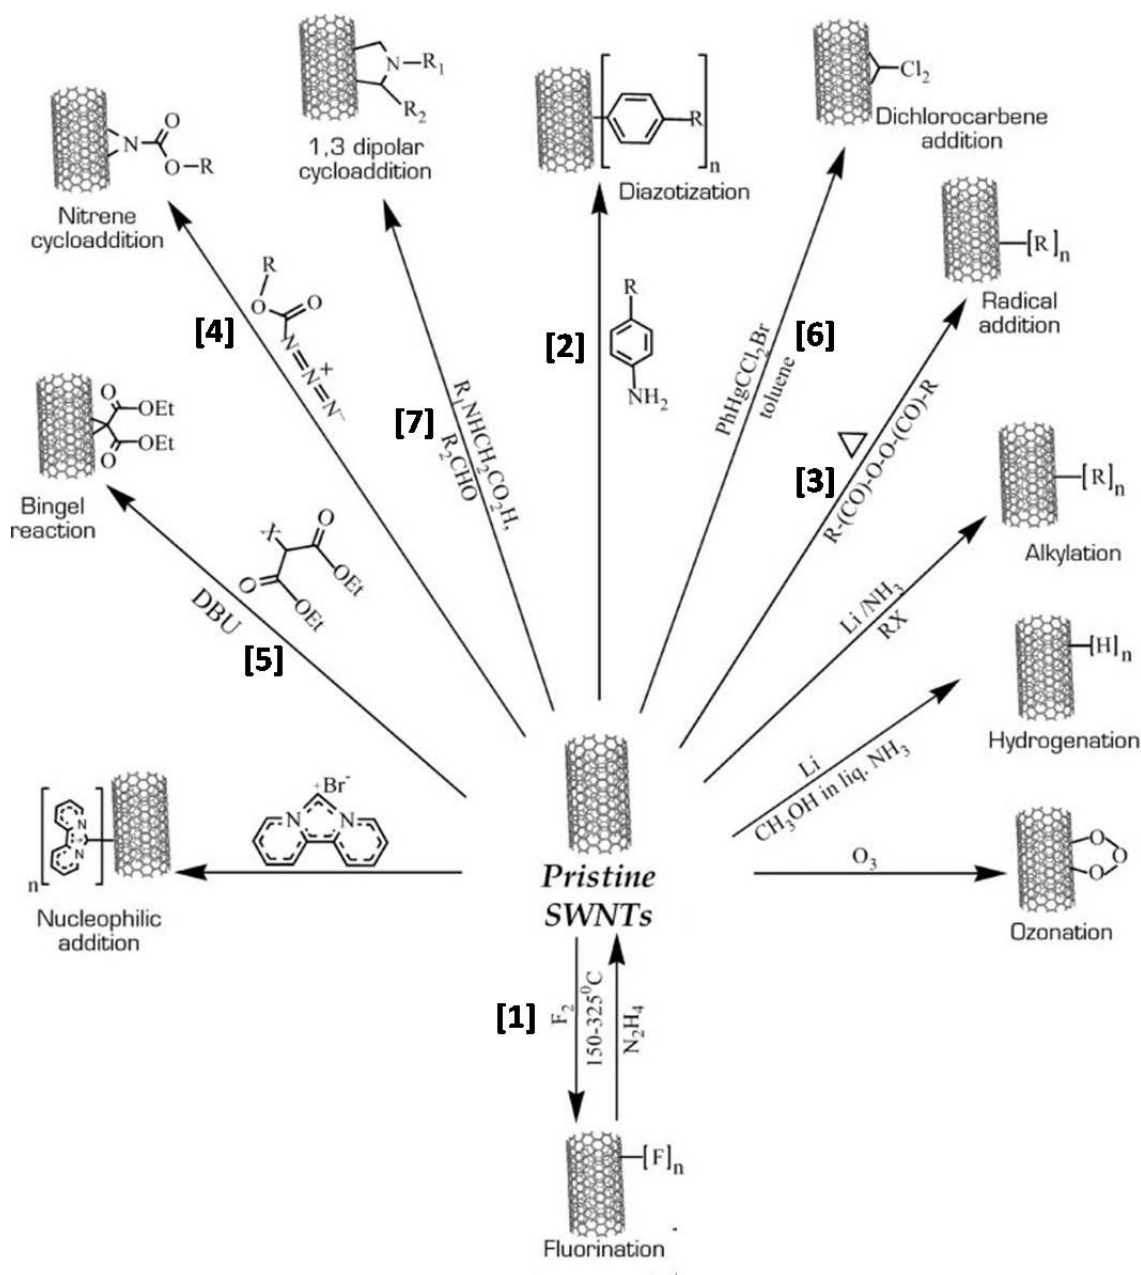 N—R1
R2
1,3 dipolar
cycloaddition
Cl2
Dichlorocarbene
addition
R
n
Diazotization
N
O
O—R
Nitrene
cycloaddition
[R]n
Radical
addition
R
O
O
N=N=N
+
−
[4]
[7]
R1NHCH2CO2H,
R2CHO
[2]
R
NH2
PhHgCCl2Br
toluene
[6]
[3]
△
R-(CO)-O-O-(CO)-R
O
OEt
OEt
O
Bingel
reaction
X
O
O
OEt
OEt
DBU
[5]
[R]n
Alkylation
Li /NH3
RX
[H]n
Hydrogenation
Li
CH3OH in liq. NH3
+Br-
N
N
N
N
n
Nucleophilic
addition
Pristine
SWNTs
O3
O
O
O
Ozonation
[1]
F2
150-325⁰C
N2H4
[F]n
Fluorination